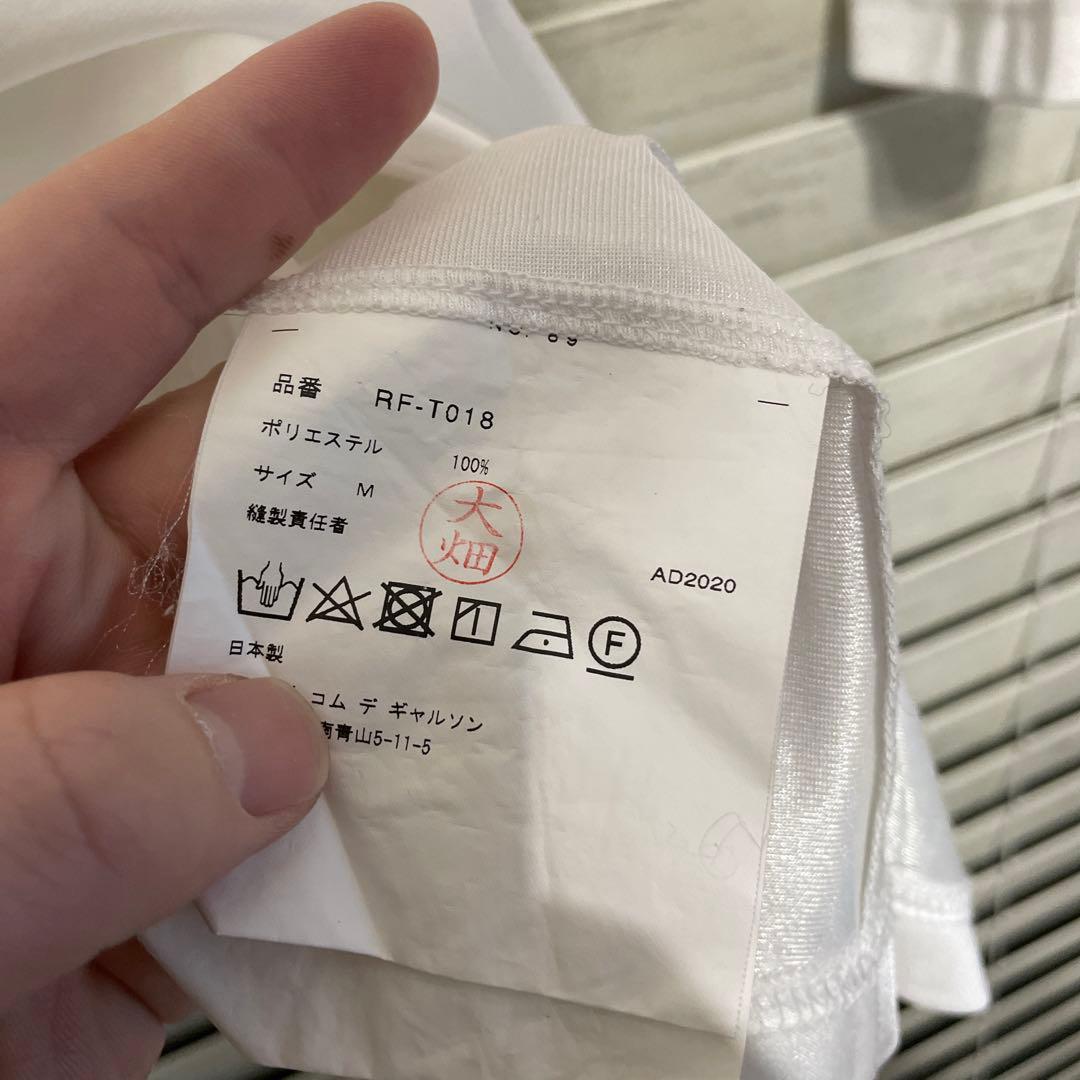 NO. 89
品番 RF-T018
ポリエステル 100%
サイズ M
縫製責任者 大畑
AD2020
F
日本製
コム デ ギャルソン
南青山5-11-5